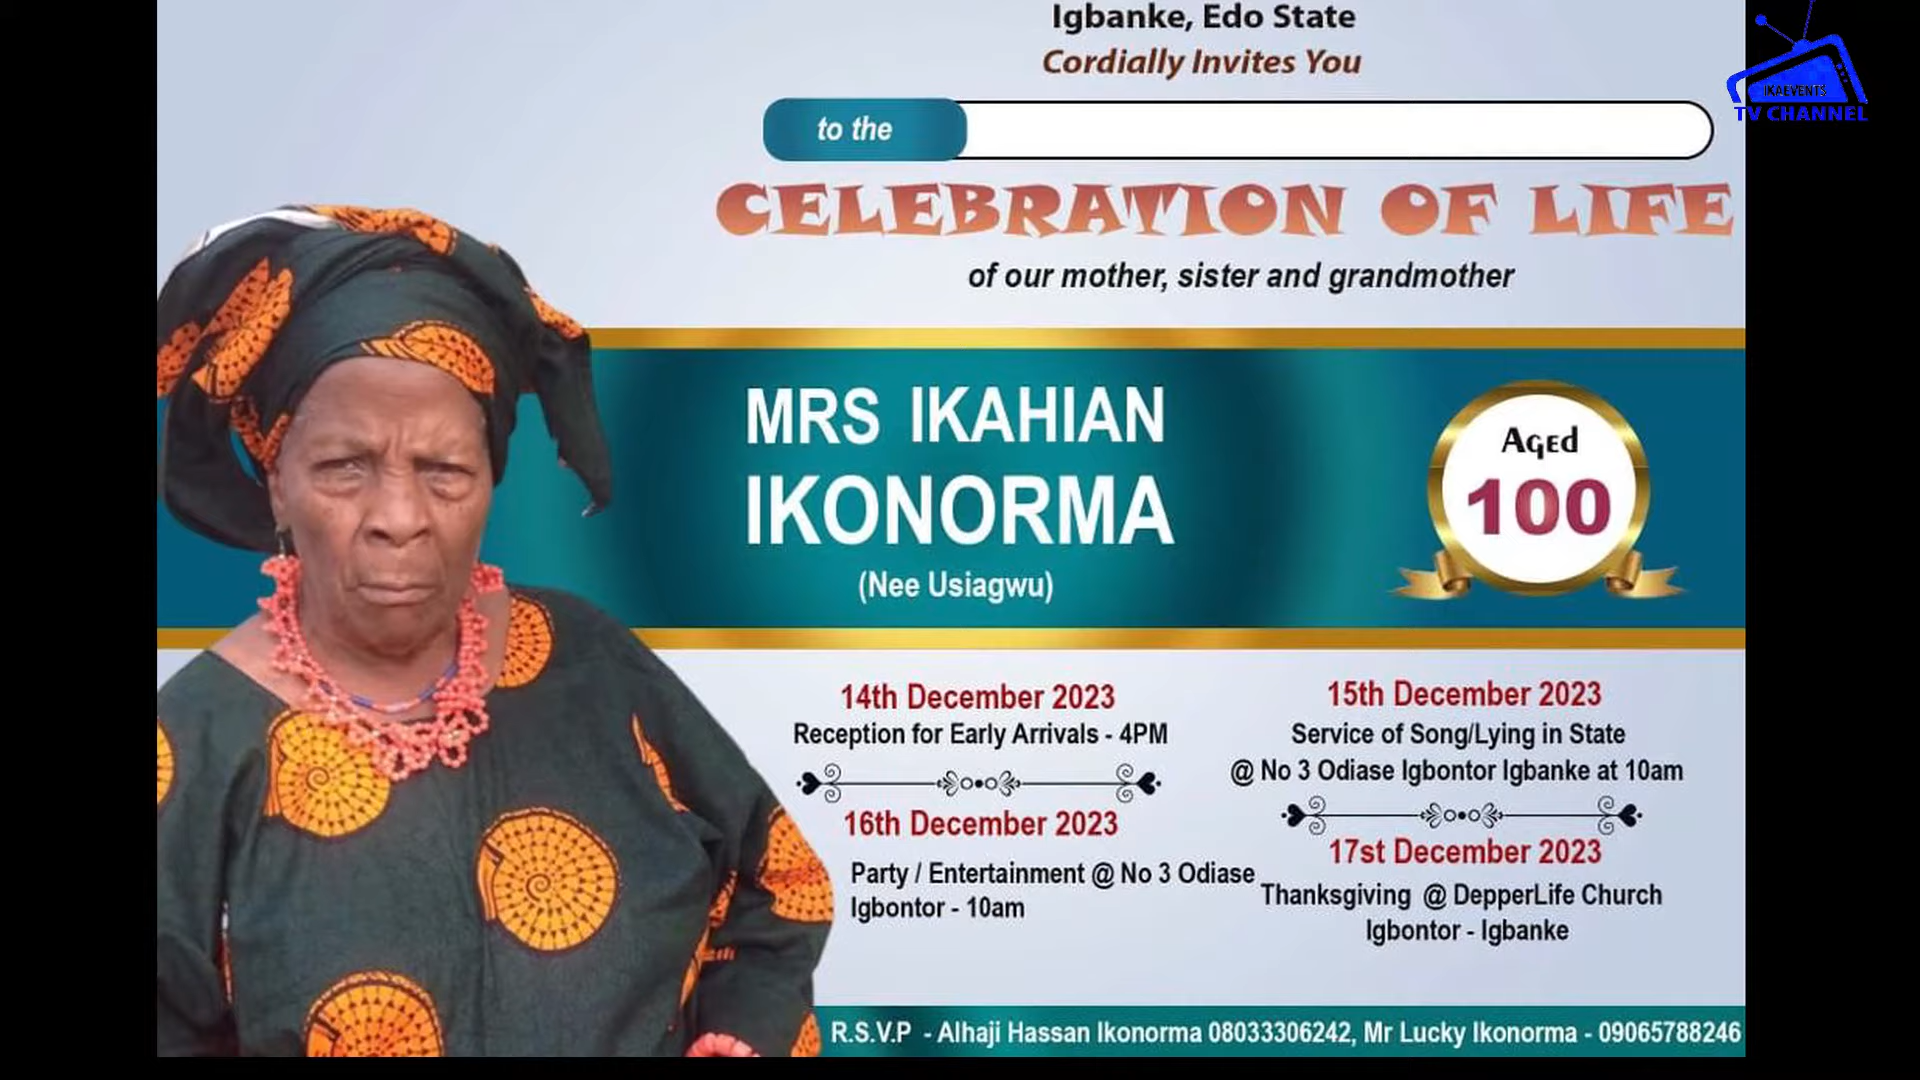 Igbanke, Edo State
Cordially Invites You
IKAEVENTS
TV CHANNEL
to the
CELEBRATION OF LIFE
of our mother, sister and grandmother
MRS IKAHIAN
IKONORMA
(Nee Usiagwu)
Aged
100
14th December 2023
Reception for Early Arrivals - 4PM
15th December 2023
Service of Song/Lying in State
@ No 3 Odiase Igbontor Igbanke at 10am
16th December 2023
Party / Entertainment @ No 3 Odiase
Igbontor - 10am
17st December 2023
Thanksgiving @ DepperLife Church
Igbontor - Igbanke
R.S.V.P - Alhaji Hassan Ikonorma 08033306242, Mr Lucky Ikonorma - 09065788246